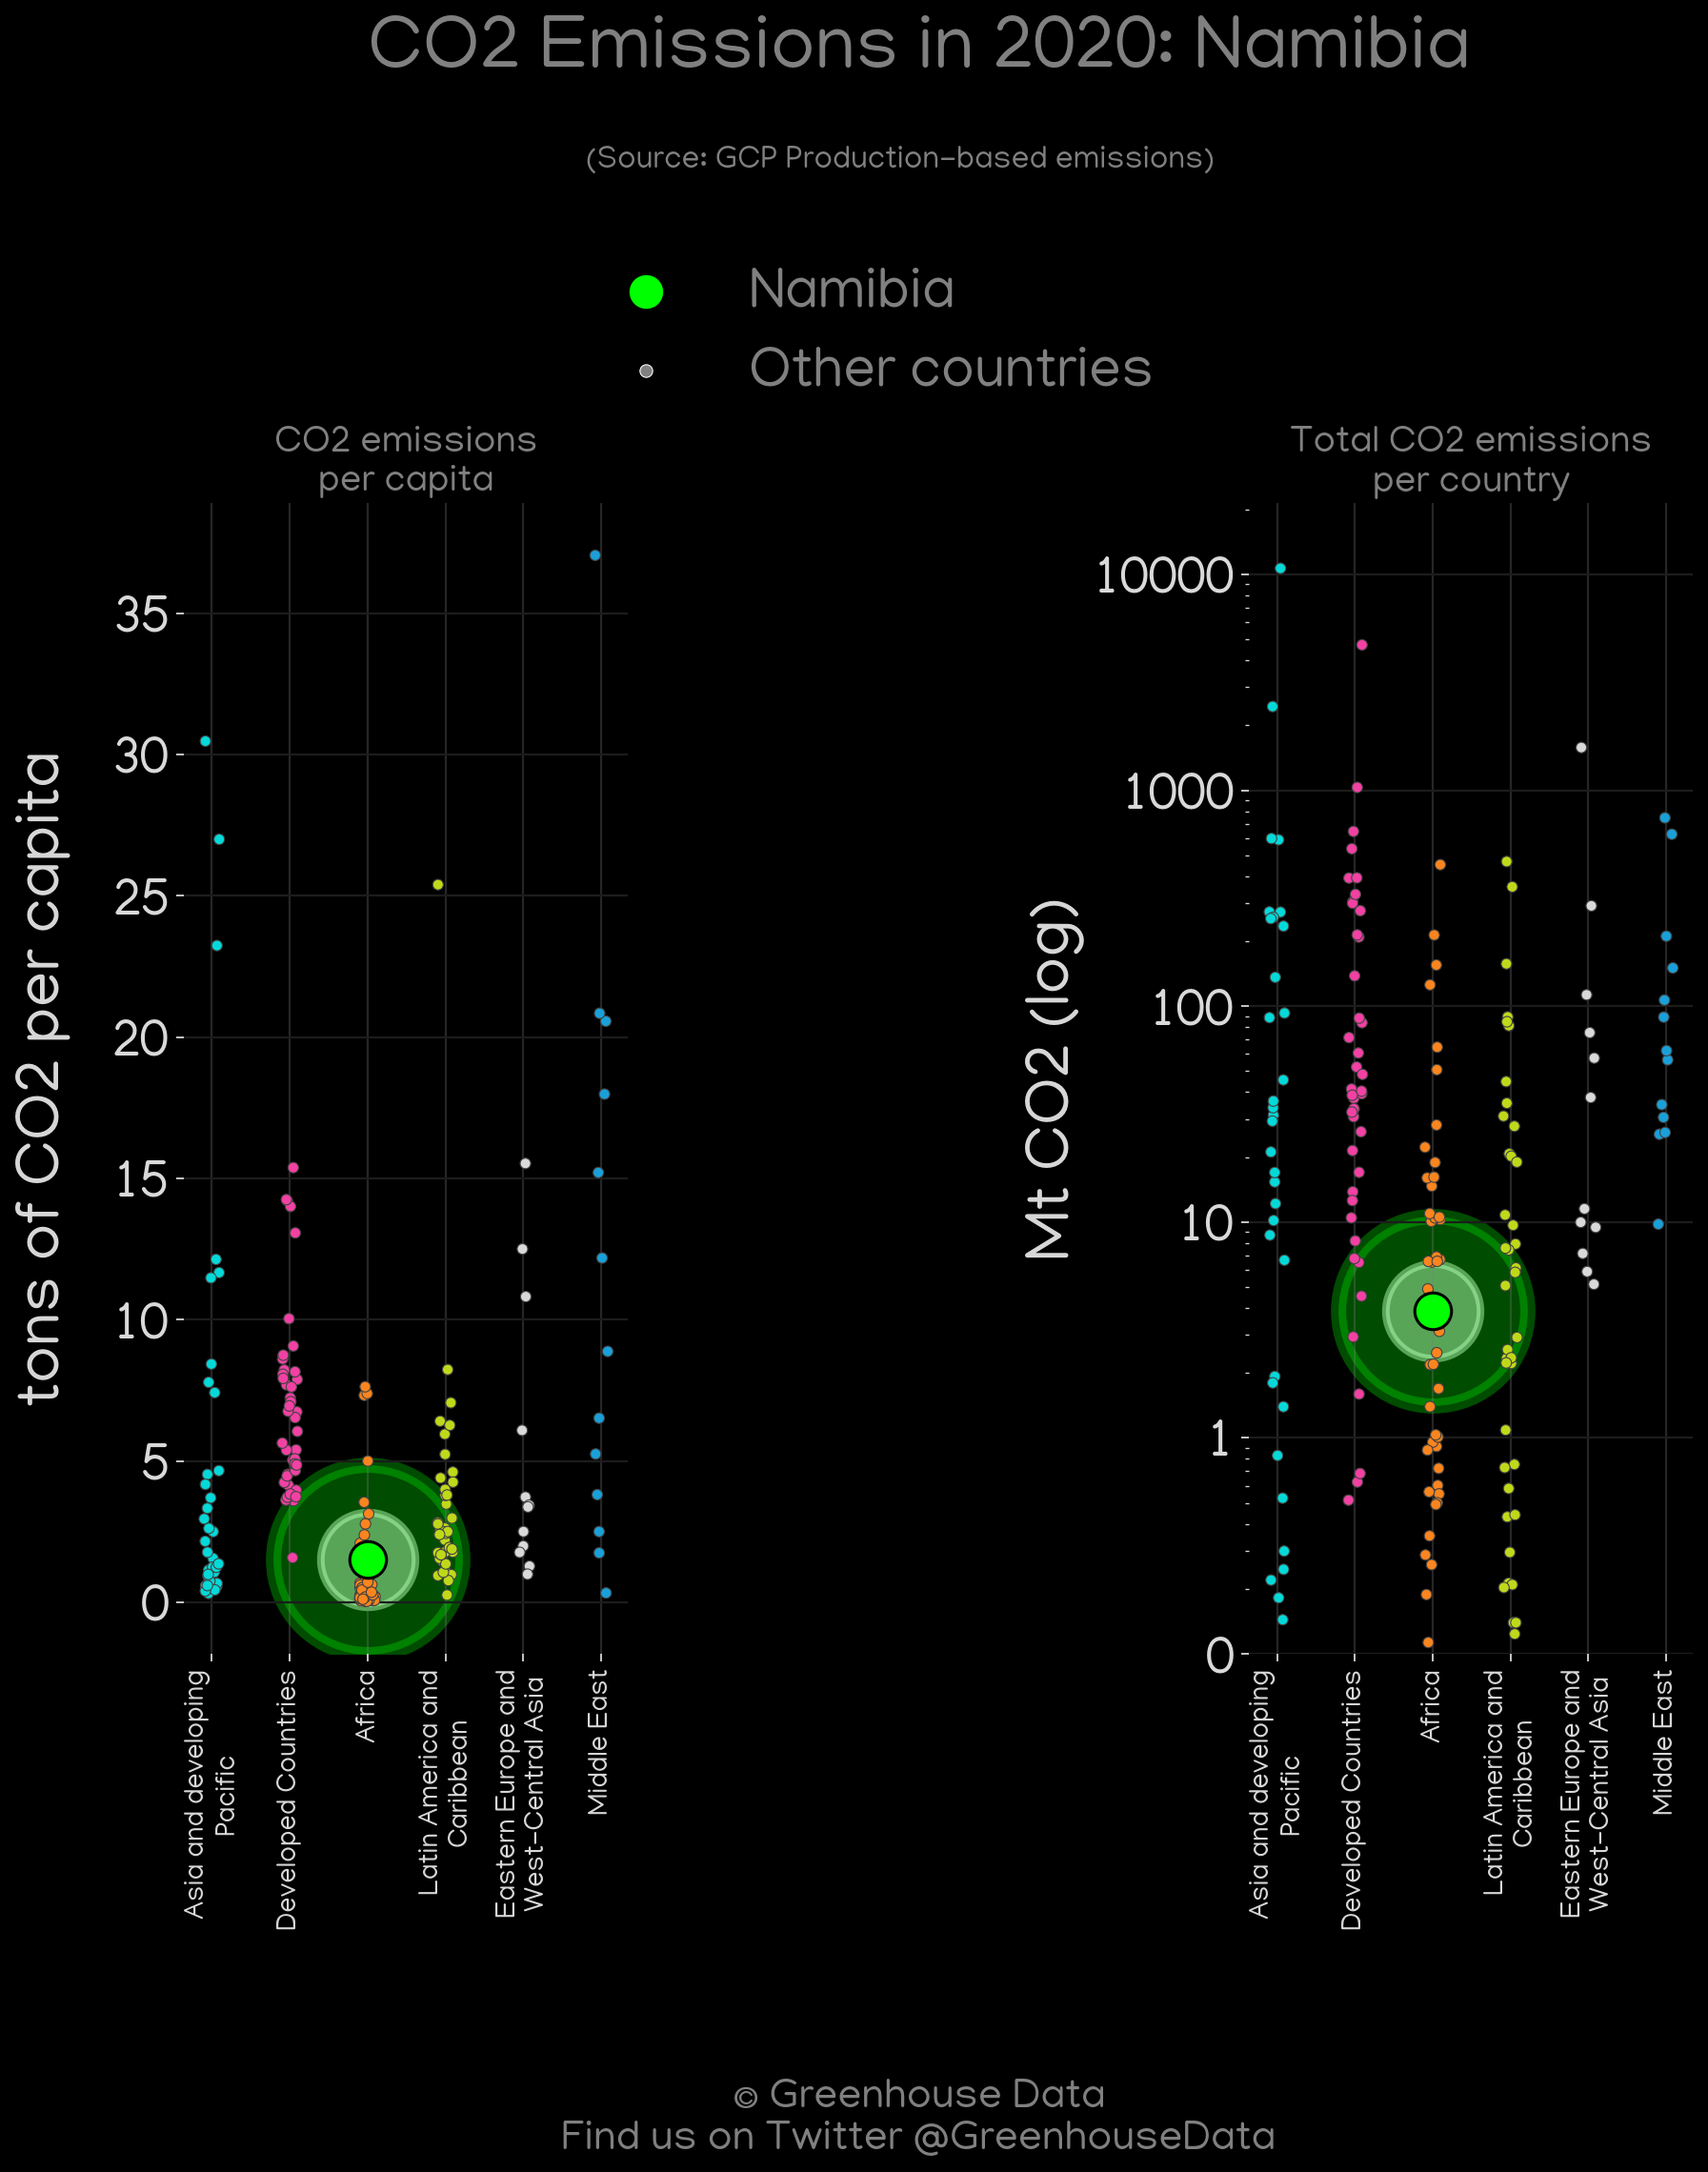 CO2 Emissions in 2020: Namibia
(Source: GCP Production-based emissions)
Namibia
Other countries
CO2 emissions
per capita
tons of CO2 per capita
35
30
25
20
15
10
5
0
Asia and developing
Pacific
Developed Countries
Africa
Latin America and
Caribbean
Eastern Europe and
West-Central Asia
Middle East
Total CO2 emissions
per country
Mt CO2 (log)
10000
1000
100
10
1
0
Asia and developing
Pacific
Developed Countries
Africa
Latin America and
Caribbean
Eastern Europe and
West-Central Asia
Middle East
© Greenhouse Data
Find us on Twitter @GreenhouseData